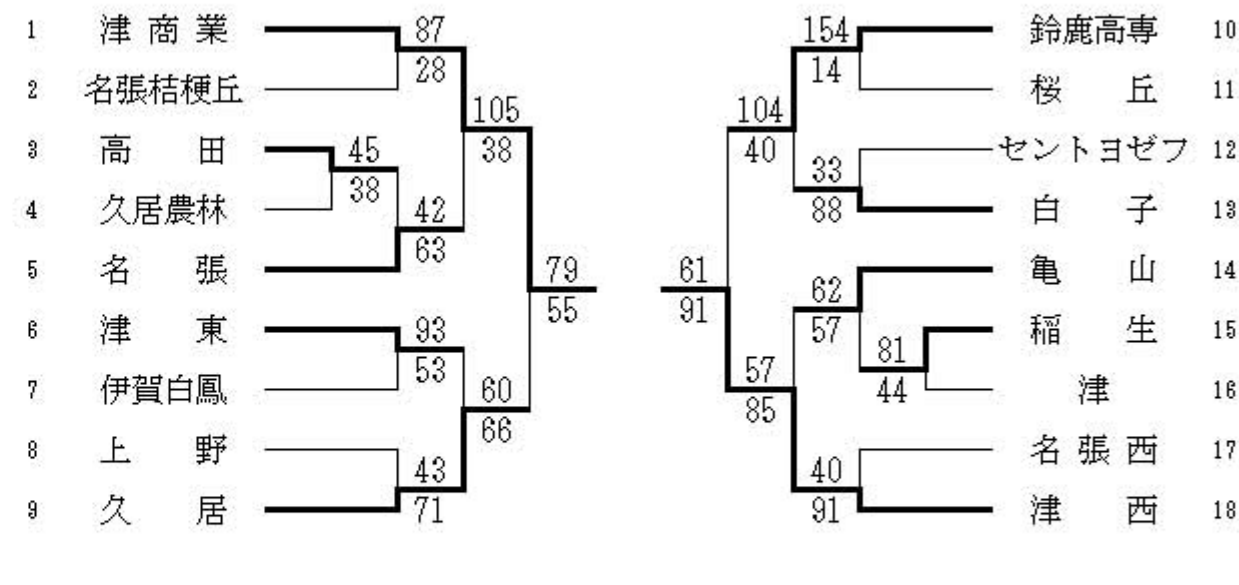 1 津商業 87 154 鈴鹿高専 10
28 14
2 名張桔梗丘 桜丘 11
105 104
3 高田 45 38 40 セントヨゼフ 12
38 33
4 久居農林 42 88 白子 13
63
5 名張 79 61 亀山 14
62
55 91
6 津東 93 57 稲生 15
53 81
7 伊賀白鳳 60 57 44 津 16
66 85
8 上野 43 40 名張西 17
9 久居 71 91 津西 18